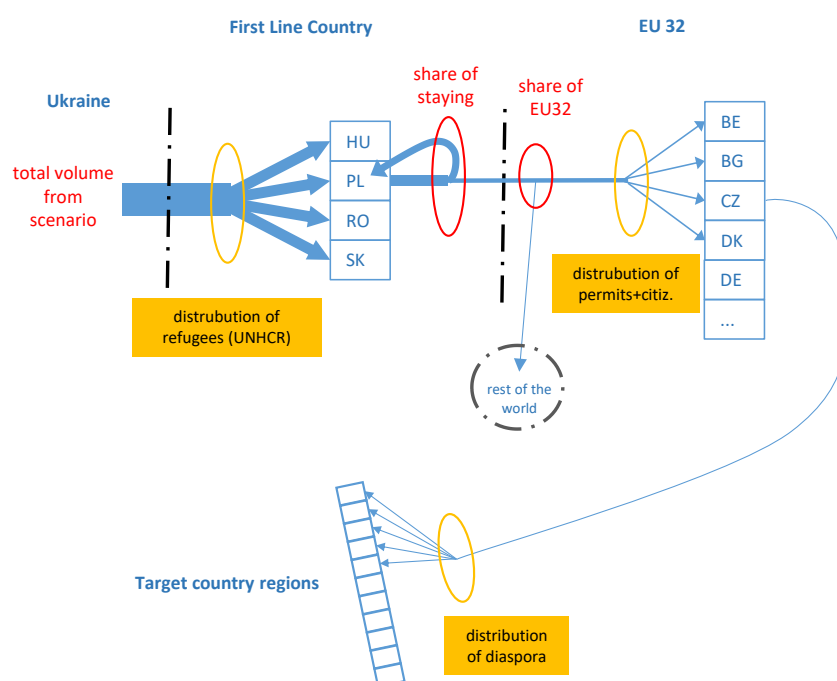 First Line Country
EU 32
Ukraine
share of
staying
share of
EU32
total volume
from
scenario
HU
PL
RO
SK
BE
BG
CZ
DK
DE
...
distrubution of
refugees (UNHCR)
distrubution of
permits+citiz.
rest of the
world
Target country regions
distribution
of diaspora